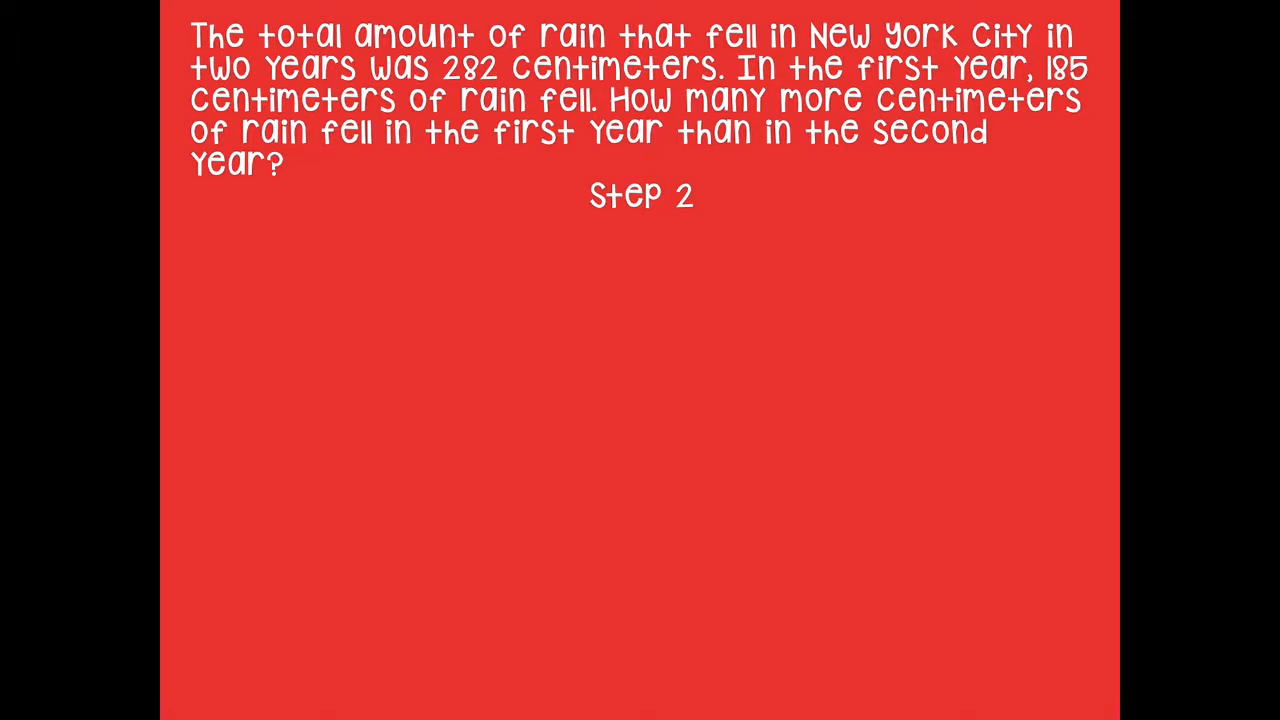 The total amount of rain that fell in New York City in
two years was 282 centimeters. In the first year, 185
centimeters of rain fell. How many more centimeters
of rain fell in the first year than in the second
year?
Step 2